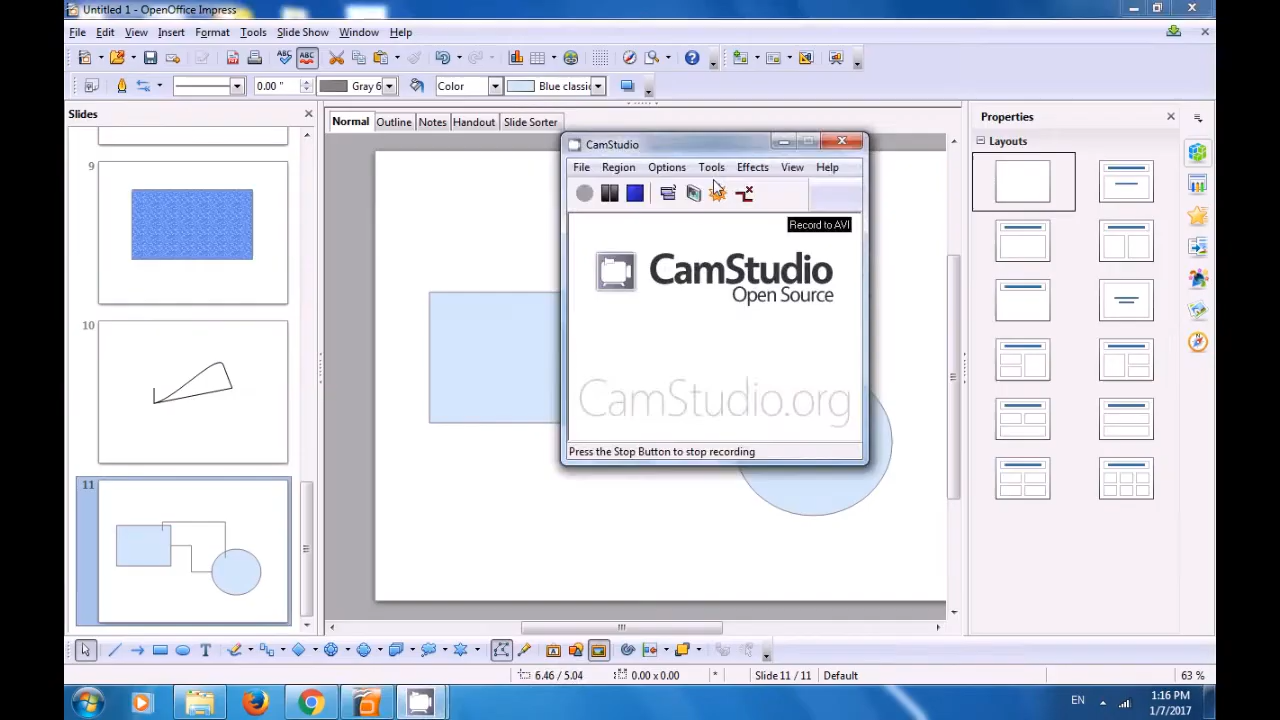 Untitled 1 - OpenOffice Impress
File Edit View Insert Format Tools Slide Show Window Help
0.00 " Gray 6 Color Blue classic
Slides
Normal Outline Notes Handout Slide Sorter
Properties
Layouts
9
10
11
CamStudio
File Region Options Tools Effects View Help
Record to AVI
CamStudio
Open Source
CamStudio.org
Press the Stop Button to stop recording
6.46 / 5.04 0.00 x 0.00 * Slide 11 / 11 Default 63 %
EN
1:16 PM
1/7/2017